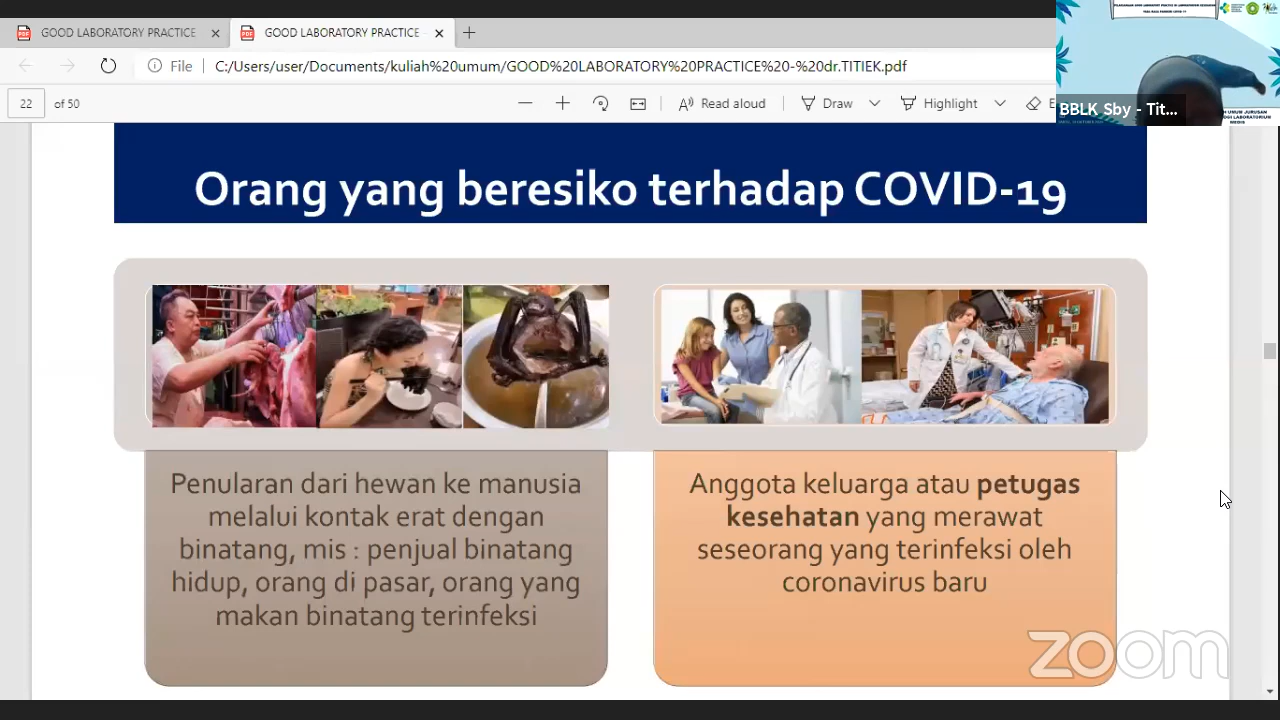 GOOD LABORATORY PRACTICE
GOOD LABORATORY PRACTICE
File
C:/Users/user/Documents/kuliah%20umum/GOOD%20LABORATORY%20PRACTICE%20-%20dr.TITIEK.pdf
22 of 50
Read aloud
Draw
Highlight
BBLK Sby - Tit...
Orang yang beresiko terhadap COVID-19
Penularan dari hewan ke manusia
melalui kontak erat dengan
binatang, mis : penjual binatang
hidup, orang di pasar, orang yang
makan binatang terinfeksi
Anggota keluarga atau petugas
kesehatan yang merawat
seseorang yang terinfeksi oleh
coronavirus baru
zoom